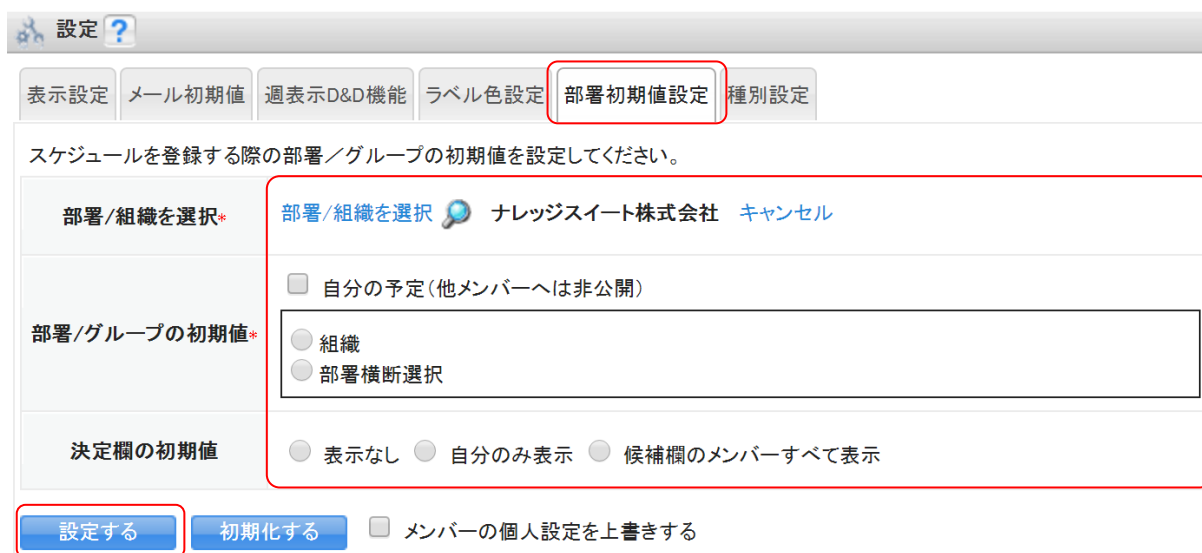 設定 ?
表示設定 メール初期値 週表示D&D機能 ラベル色設定 部署初期値設定 種別設定
スケジュールを登録する際の部署／グループの初期値を設定してください。
部署/組織を選択* 部署/組織を選択 ナレッジスイート株式会社 キャンセル
自分の予定(他メンバーへは非公開)
部署/グループの初期値*
組織
部署横断選択
決定欄の初期値 表示なし 自分のみ表示 候補欄のメンバーすべて表示
設定する 初期化する メンバーの個人設定を上書きする